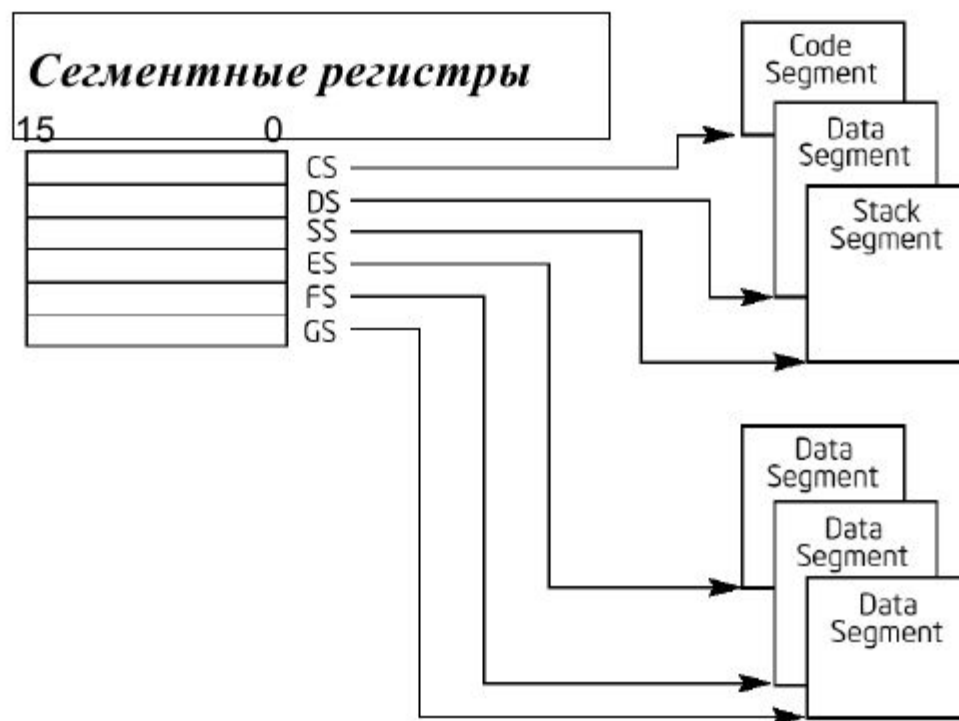 Сегментные регистры
15 0
CS
DS
SS
ES
FS
GS
Code
Segment
Data
Segment
Stack
Segment
Data
Segment
Data
Segment
Data
Segment